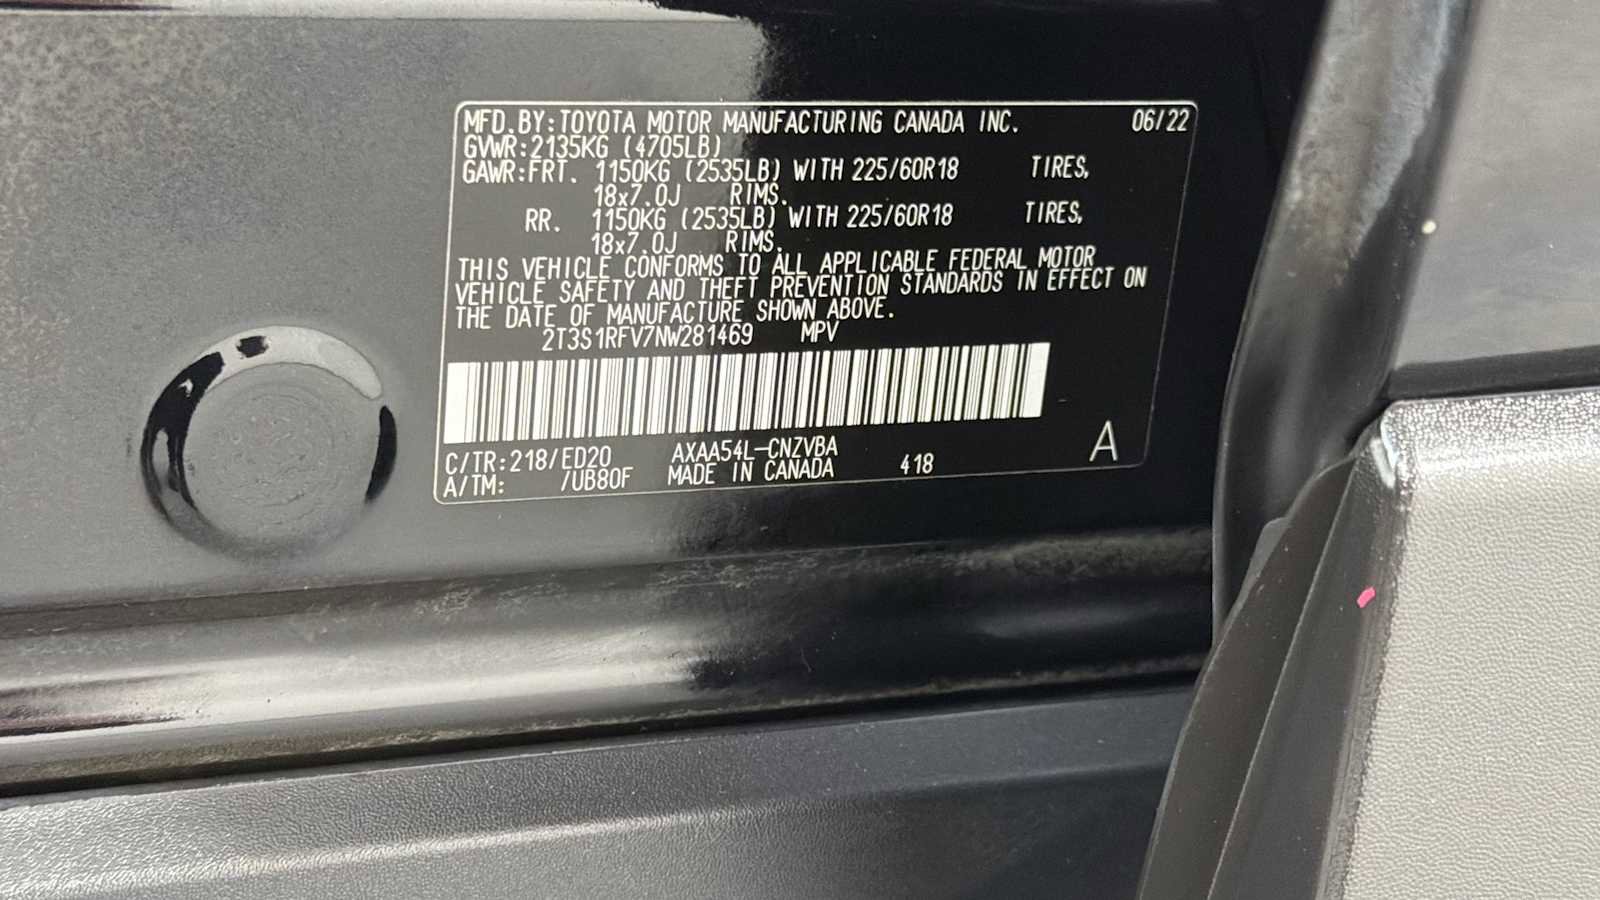 MFD.BY:TOYOTA MOTOR MANUFACTURING CANADA INC. 06/22
GVWR:2135KG (4705LB)
GAWR:FRT. 1150KG (2535LB) WITH 225/60R18 TIRES,
18x7.0J RIMS.
RR. 1150KG (2535LB) WITH 225/60R18 TIRES,
18x7.0J RIMS.
THIS VEHICLE CONFORMS TO ALL APPLICABLE FEDERAL MOTOR
VEHICLE SAFETY AND THEFT PREVENTION STANDARDS IN EFFECT ON
THE DATE OF MANUFACTURE SHOWN ABOVE.
2T3S1RFV7NW281469 MPV
C/TR:218/ED20 AXAA54L-CNZVBA 418 A
A/TM: /UB80F MADE IN CANADA